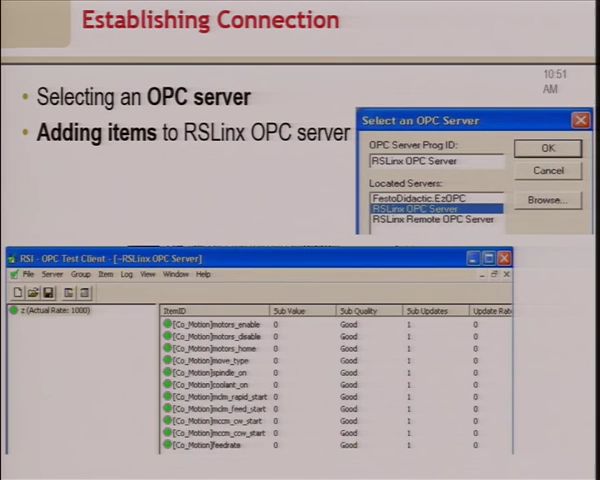 Establishing Connection
10:51
AM
• Selecting an OPC server
• Adding items to RSLinx OPC server
Select an OPC Server
OPC Server Prog ID:
RSLinx OPC Server
OK
Cancel
Located Servers:
Browse...
FestoDidactic.EzOPC
RSLinx OPC Server
RSLinx Remote OPC Server
RSI - OPC Test Client - [~RSLinx OPC Server]
File Server Group Item Log View Window Help
z (Actual Rate: 1000)
ItemID Sub Value Sub Quality Sub Updates Update Rate
[Co_Motion]motors_enable 0 Good 1 0
[Co_Motion]motors_disable 0 Good 1 0
[Co_Motion]motors_home 0 Good 1 0
[Co_Motion]move_type 0 Good 1 0
[Co_Motion]spindle_on 0 Good 1 0
[Co_Motion]coolant_on 0 Good 1 0
[Co_Motion]mclm_rapid_start 0 Good 1 0
[Co_Motion]mclm_feed_start 0 Good 1 0
[Co_Motion]mccm_cw_start 0 Good 1 0
[Co_Motion]mccm_ccw_start 0 Good 1 0
[Co_Motion]feedrate 0 Good 1 0